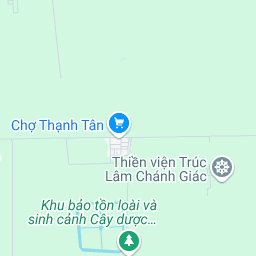 Chợ Thạnh Tân
Thiền viện Trúc
Lâm Chánh Giác
Khu bảo tồn loài và
sinh cảnh Cây dược...